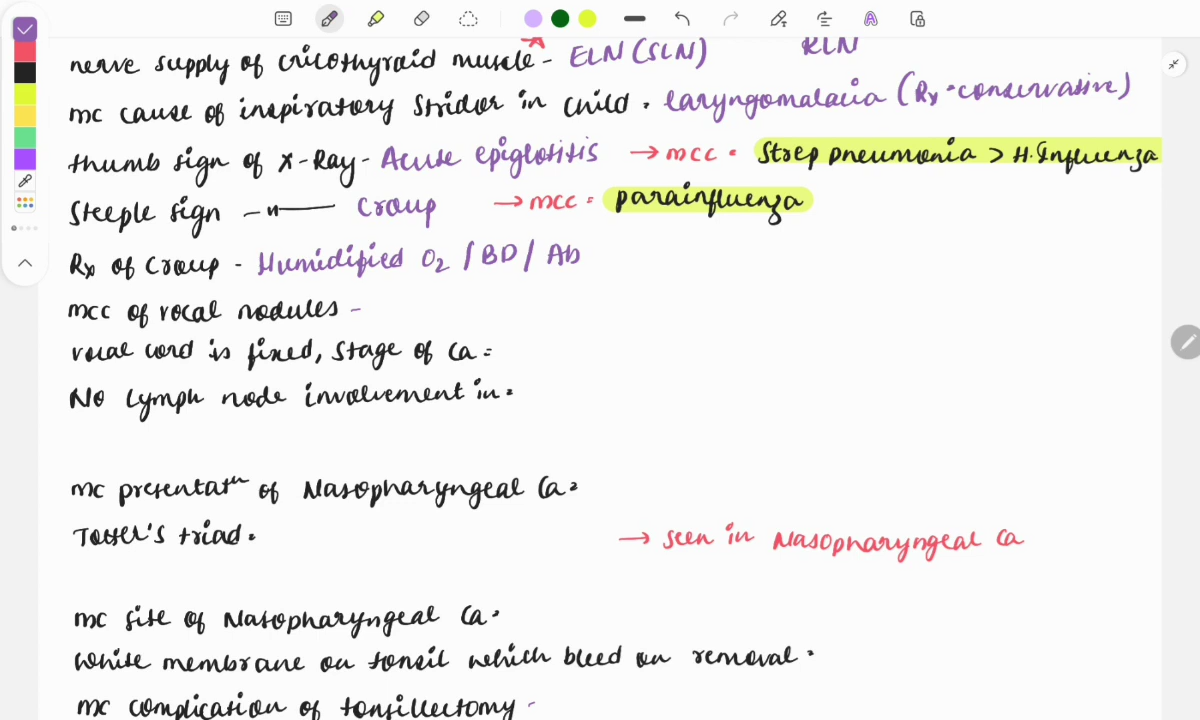 nerve supply of cricothyroid muscle - ELN (SLN) RLN
mc cause of inspiratory stridor in child - laryngomalacia (Rx - conservative)
thumb sign of X-Ray - Acute epiglotitis → mcc - Strep pneumonia > H. Influenza
Steeple sign -"- Croup → mcc = parainfluenza
Rx of Croup - Humidified O2 / BD / Ab
mcc of vocal nodules -
vocal cord is fixed, stage of Ca =
No lymph node involvement in -
mc presentatn of Nasopharyngeal Ca =
Totter's triad - → seen in Nasopharyngeal Ca
mc site of Nasopharyngeal Ca -
white membrane on tonsil which bleed on removal -
mc complication of tonsillectomy -